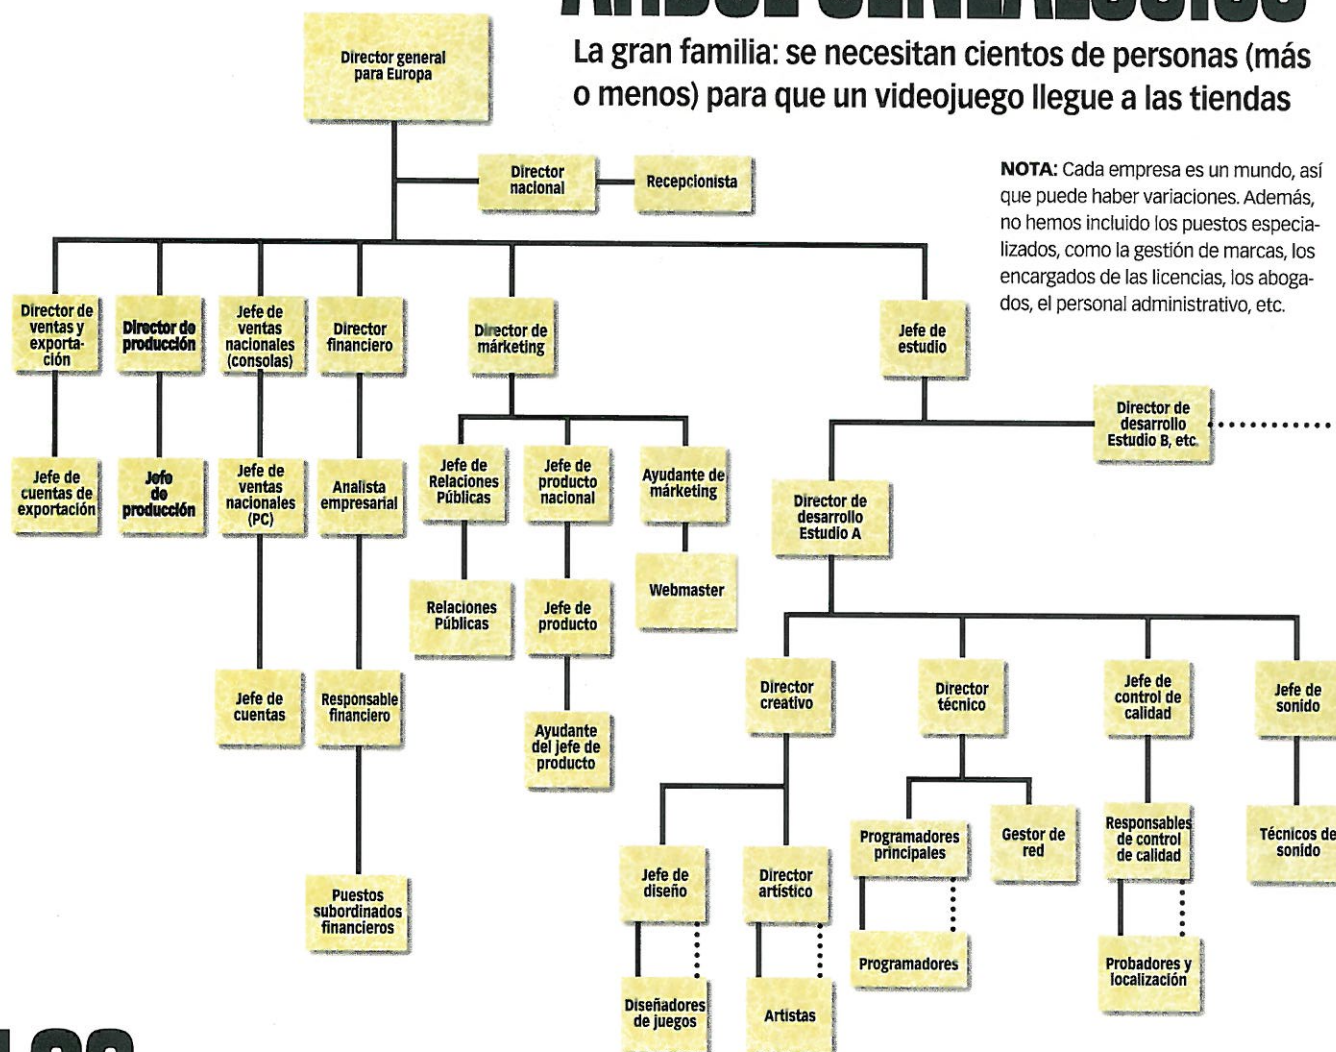 ÁRBOL GENEALÓGICO
La gran familia: se necesitan cientos de personas (más
o menos) para que un videojuego llegue a las tiendas
Director general
para Europa
Director
nacional
Recepcionista
NOTA: Cada empresa es un mundo, así
que puede haber variaciones. Además,
no hemos incluido los puestos especia-
lizados, como la gestión de marcas, los
encargados de las licencias, los aboga-
dos, el personal administrativo, etc.
Director de
ventas y
exporta-
ción
Director de
producción
Jefe de
ventas
nacionales
(consolas)
Director
financiero
Director de
márketing
Jefe de
estudio
Director de
desarrollo
Estudio B, etc.
Jefe de
cuentas de
exportación
Jefe
de
producción
Jefe de
ventas
nacionales
(PC)
Analista
empresarial
Jefe de
Relaciones
Públicas
Jefe de
producto
nacional
Ayudante de
márketing
Director de
desarrollo
Estudio A
Relaciones
Públicas
Jefe de
producto
Webmaster
Jefe de
cuentas
Responsable
financiero
Ayudante
del jefe de
producto
Director
creativo
Director
técnico
Jefe de
control de
calidad
Jefe de
sonido
Puestos
subordinados
financieros
Jefe de
diseño
Director
artístico
Programadores
principales
Gestor de
red
Responsables
de control
de calidad
Técnicos de
sonido
Diseñadores
de juegos
Artistas
Programadores
Probadores y
localización